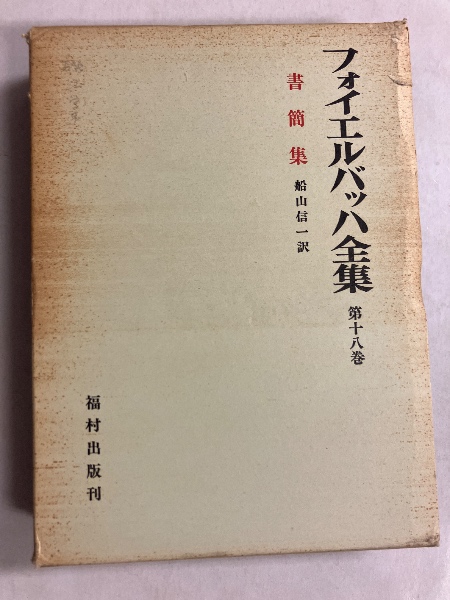 フォイエルバッハ全集 第十八巻
書簡集 船山信一訳
福村出版刊